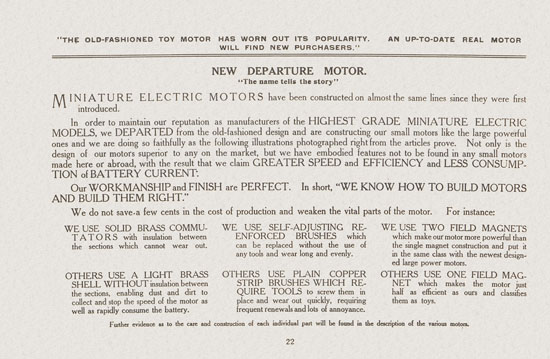 "THE OLD-FASHIONED TOY MOTOR HAS WORN OUT ITS POPULARITY. AN UP-TO-DATE REAL MOTOR
WILL FIND NEW PURCHASERS."
NEW DEPARTURE MOTOR.
"The name tells the story"
MINIATURE ELECTRIC MOTORS have been constructed on almost the same lines since they were first
introduced.
In order to maintain our reputation as manufacturers of the HIGHEST GRADE MINIATURE ELECTRIC
MODELS, we DEPARTED from the old-fashioned design and are constructing our small motors like the large powerful
ones and we are doing so faithfully as the following illustrations photographed right from the articles prove. Not only is the
design of our motors superior to any on the market, but we have embodied features not to be found in any small motors
made here or abroad, with the result that we claim GREATER SPEED and EFFICIENCY and LESS CONSUMP-
TION of BATTERY CURRENT:
Our WORKMANSHIP and FINISH are PERFECT. In short, "WE KNOW HOW TO BUILD MOTORS
AND BUILD THEM RIGHT."
We do not save a few cents in the cost of production and weaken the vital parts of the motor. For instance:
WE USE SOLID BRASS COMMU-
TATORS with insulation between
the sections which cannot wear out.
OTHERS USE A LIGHT BRASS
SHELL WITHOUT insulation between
the sections, enabling dust and dirt to
collect and stop the speed of the motor as
well as rapidly consume the battery.
WE USE SELF-ADJUSTING RE-
ENFORCED BRUSHES which
can be replaced without the use of
any tools and wear long and evenly.
OTHERS USE PLAIN COPPER
STRIP BRUSHES WHICH RE-
QUIRE TOOLS to screw them in
place and wear out quickly, requiring
frequent renewals and lots of annoyance.
WE USE TWO FIELD MAGNETS
which make our motor more powerful than
the single magnet construction and put it
in the same class with the newest design-
ed large power motors.
OTHERS USE ONE FIELD MAG-
NET which makes the motor just
half as efficient as ours and classifies
them as toys.
Further evidence as to the care and construction of each individual part will be found in the description of the various motors.
22